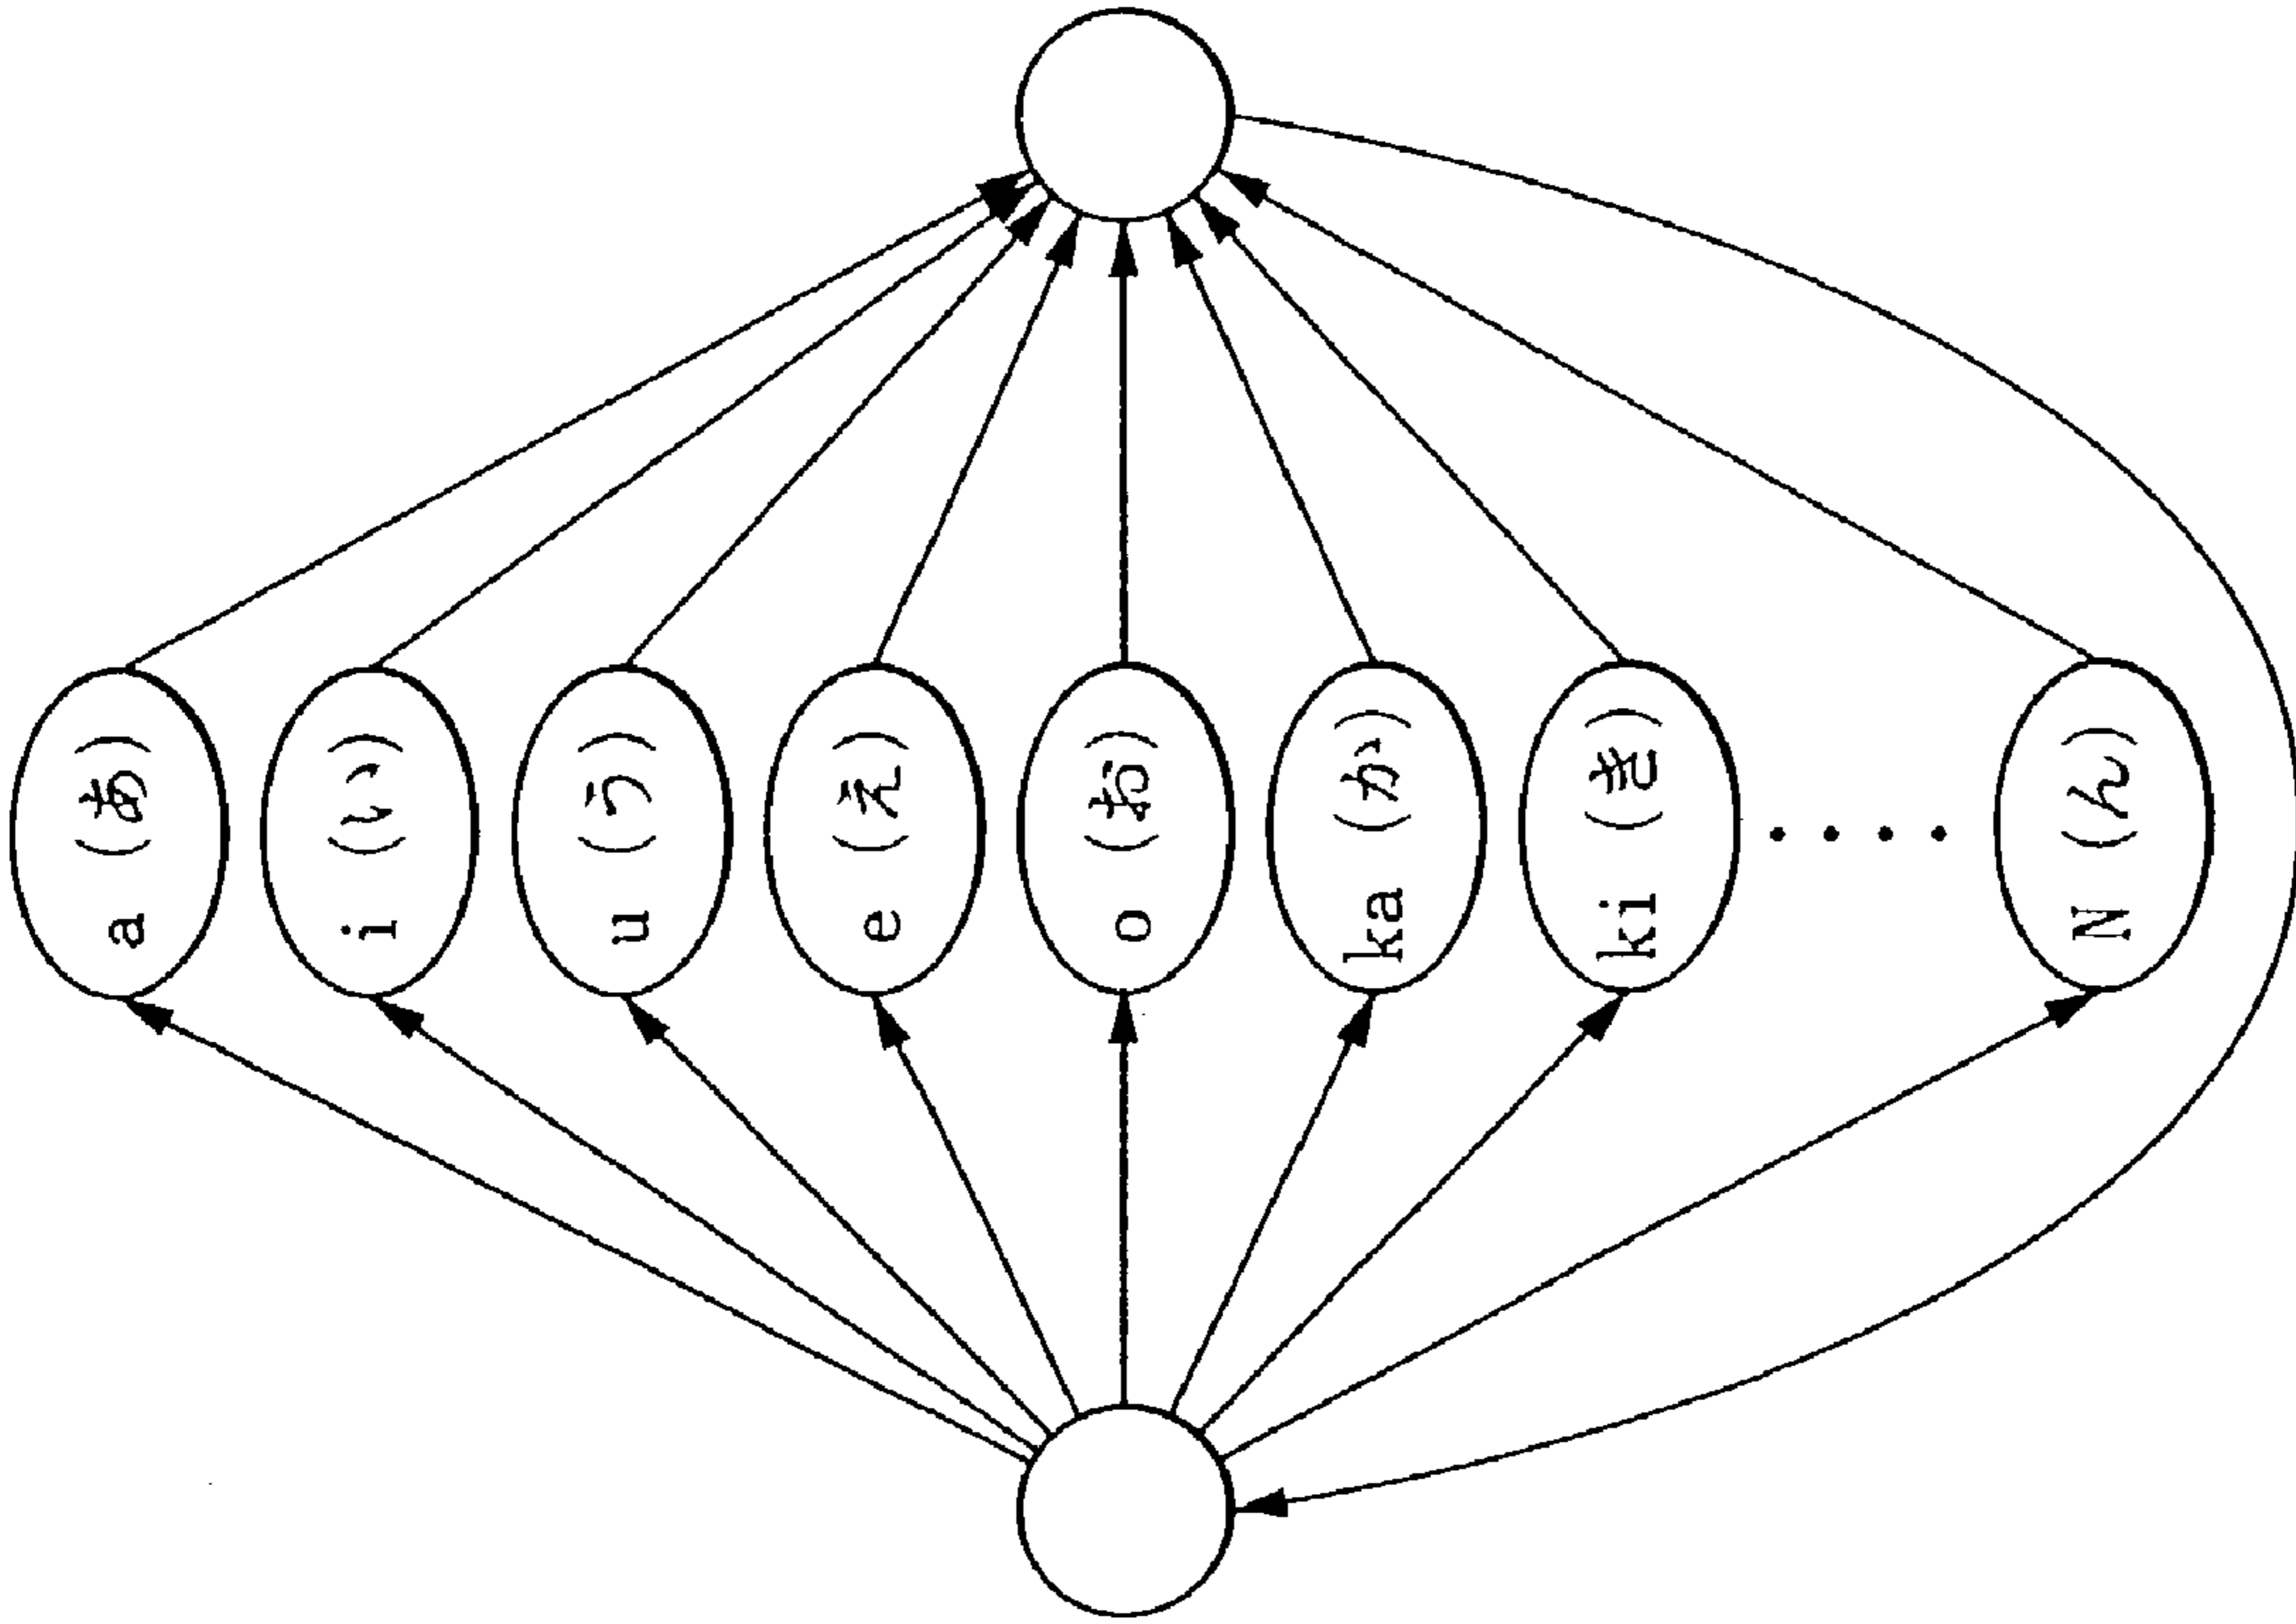 a (あ)
i (い)
u (う)
e (え)
o (お)
ka (か)
ki (き)
. . . .
N (ん)